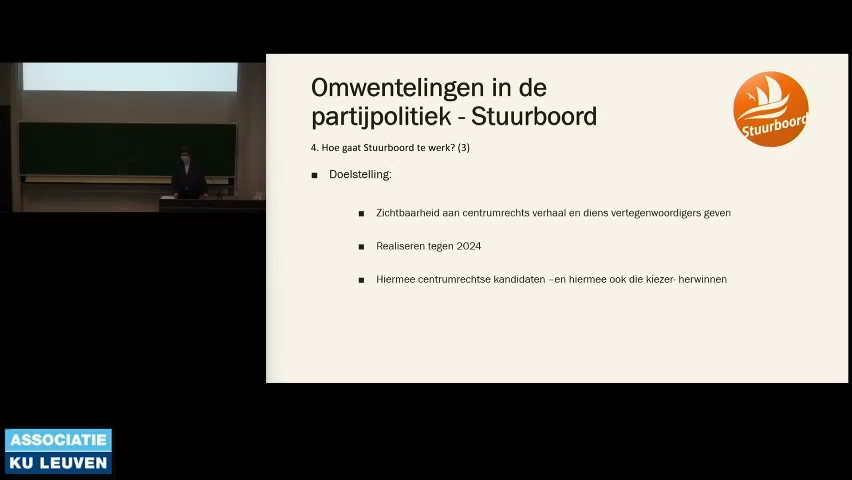 Omwentelingen in de
partijpolitiek - Stuurboord
Stuurboord
4. Hoe gaat Stuurboord te werk? (3)
■ Doelstelling:
■ Zichtbaarheid aan centrumrechts verhaal en diens vertegenwoordigers geven
■ Realiseren tegen 2024
■ Hiermee centrumrechtse kandidaten –en hiermee ook die kiezer- herwinnen
ASSOCIATIE
KU LEUVEN